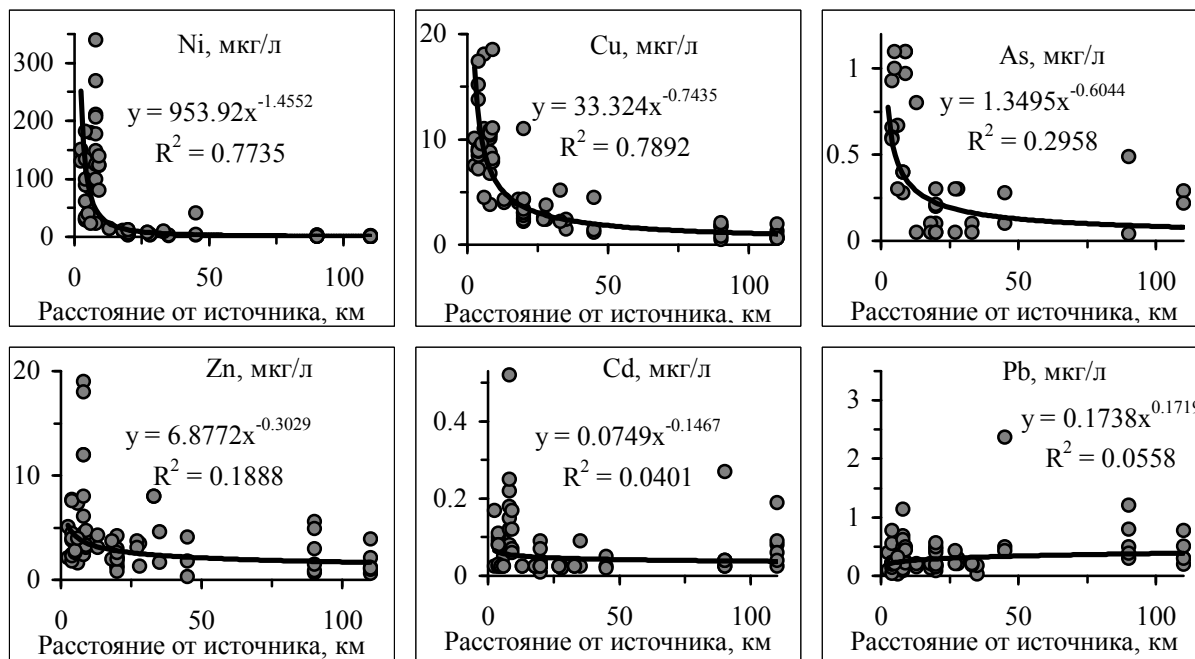 Ni, мкг/л
y = 953.92x^-1.4552
R^2 = 0.7735
350
300
200
100
0
0 50 100
Расстояние от источника, км
Cu, мкг/л
y = 33.324x^-0.7435
R^2 = 0.7892
20
10
0
0 50 100
Расстояние от источника, км
As, мкг/л
y = 1.3495x^-0.6044
R^2 = 0.2958
1
0.5
0
0 50 100
Расстояние от источника, км
Zn, мкг/л
y = 6.8772x^-0.3029
R^2 = 0.1888
20
10
0
0 50 100
Расстояние от источника, км
Cd, мкг/л
y = 0.0749x^-0.1467
R^2 = 0.0401
0.4
0.2
0
0 50 100
Расстояние от источника, км
Pb, мкг/л
y = 0.1738x^0.1719
R^2 = 0.0558
3
2
1
0
0 50 100
Расстояние от источника, км